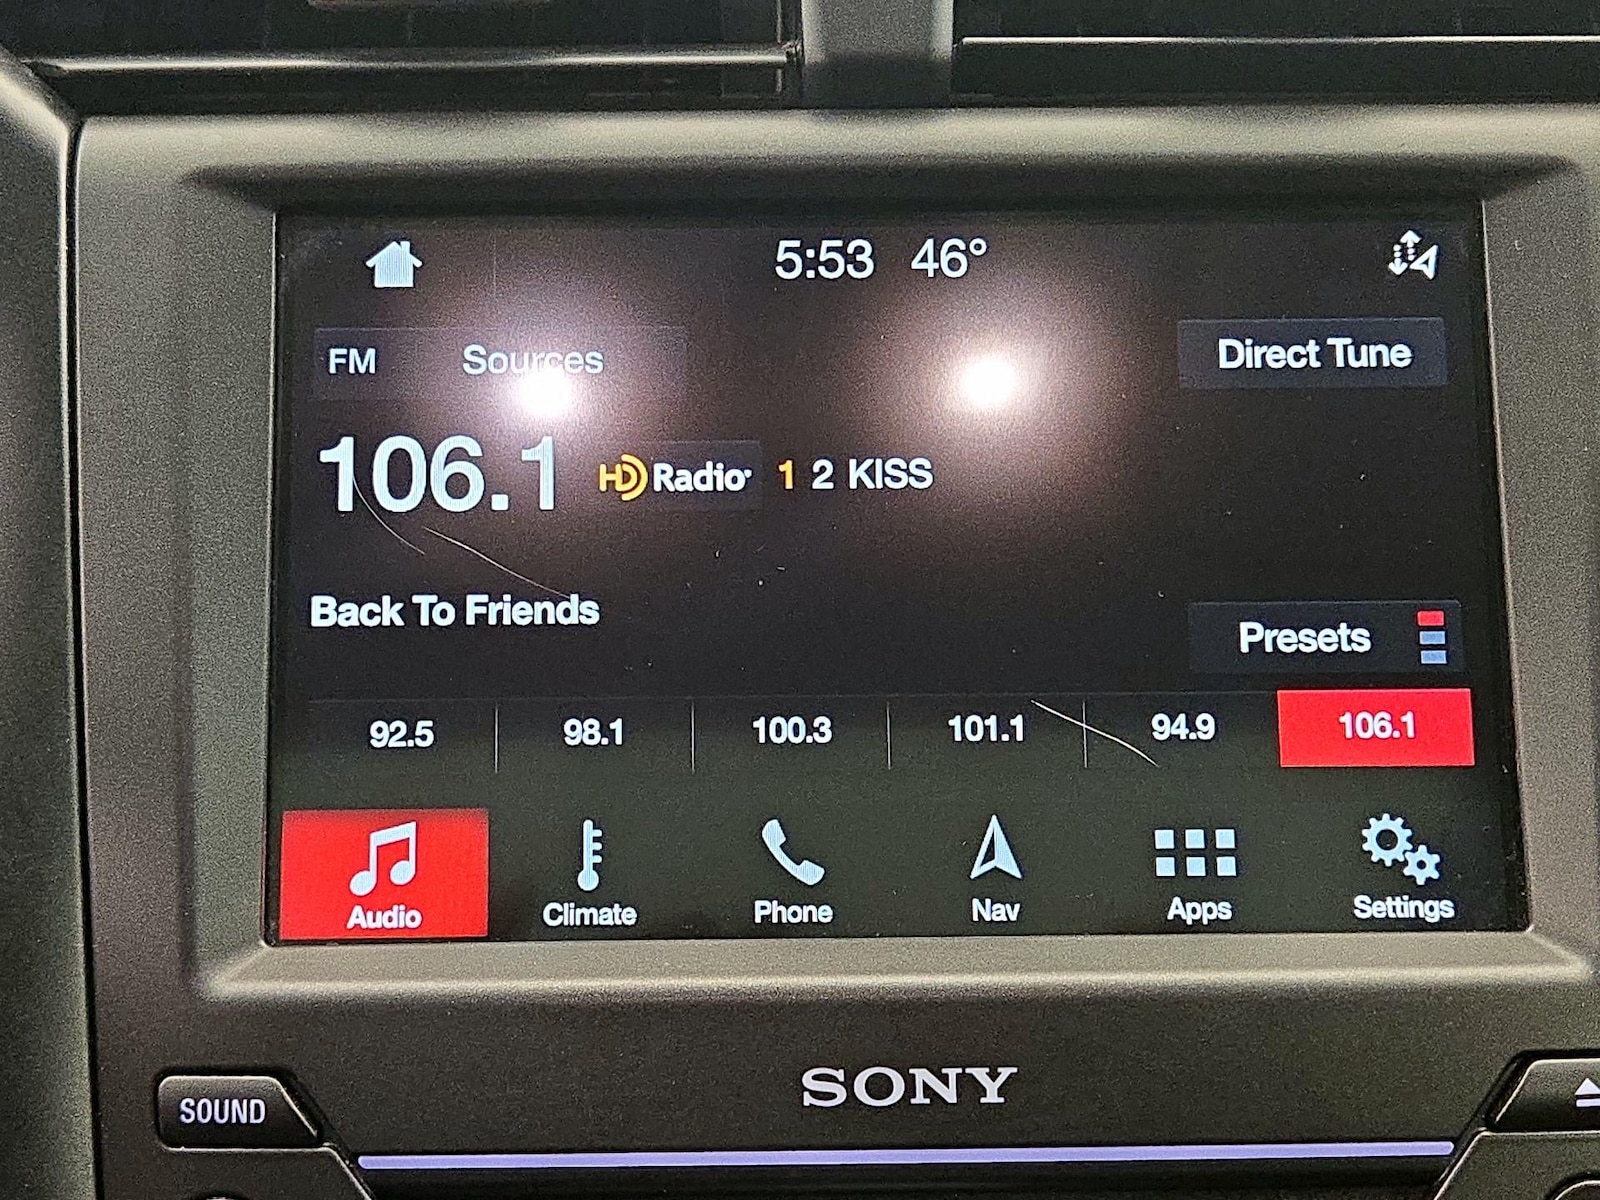 5:53 46°
FM Sources Direct Tune
106.1 HD Radio 1 2 KISS
Back To Friends
Presets
92.5 98.1 100.3 101.1 94.9 106.1
Audio Climate Phone Nav Apps Settings
SONY
SOUND